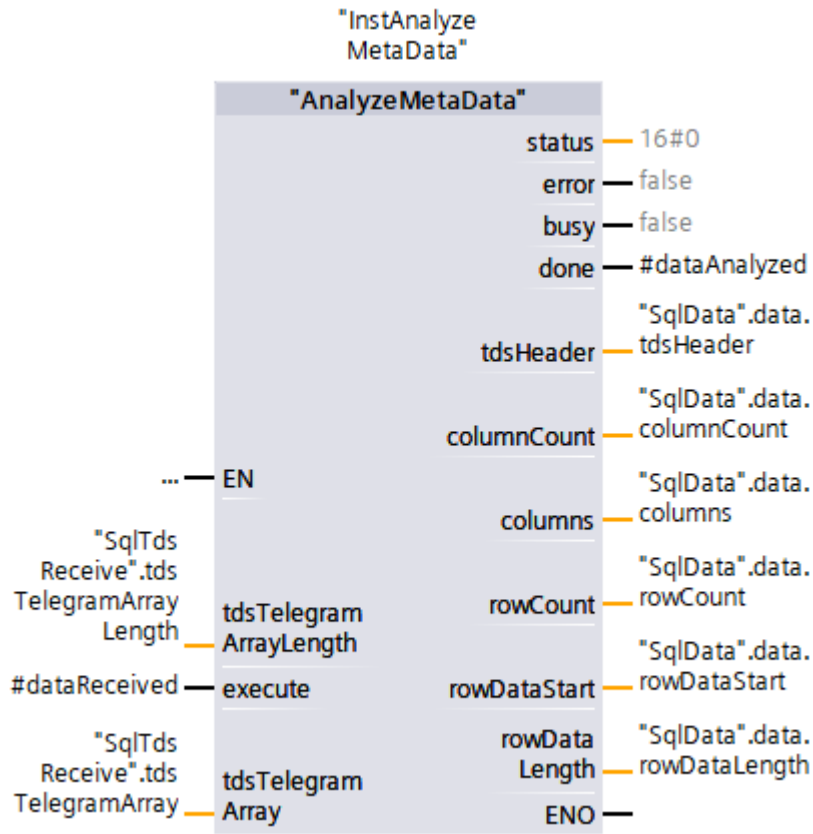 "InstAnalyze
MetaData"
"AnalyzeMetaData"
status
16#0
error
false
busy
false
done
#dataAnalyzed
"SqlData".data.
tdsHeader
tdsHeader
"SqlData".data.
columnCount
columnCount
...
EN
"SqlData".data.
columns
columns
"SqlTds
Receive".tds
TelegramArray
Length
tdsTelegram
ArrayLength
"SqlData".data.
rowCount
rowCount
#dataReceived
execute
"SqlData".data.
rowDataStart
rowDataStart
"SqlTds
Receive".tds
TelegramArray
tdsTelegram
Array
rowData
Length
"SqlData".data.
rowDataLength
ENO